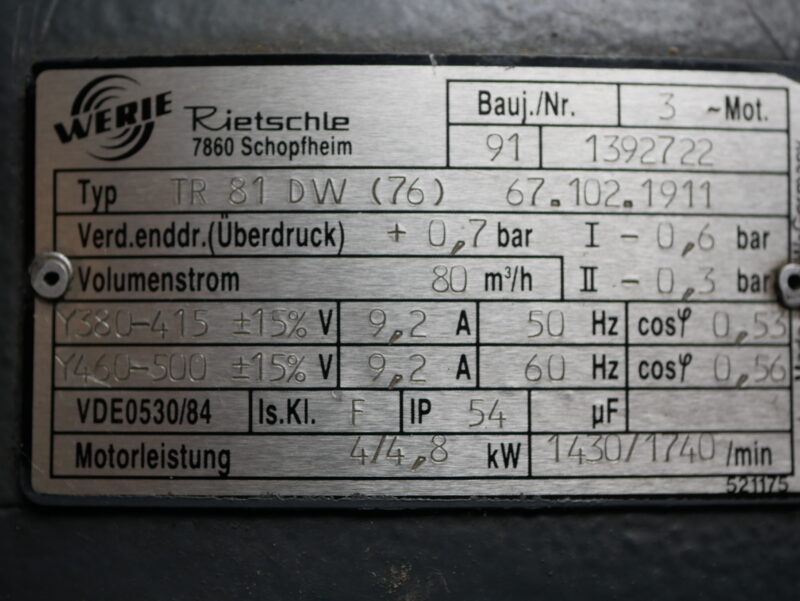 WERIE
Rietschle
7860 Schopfheim
Bauj./Nr. 3 ~Mot.
91 1392722
Typ TR 81 DW (76) 67.102.1911
Verd.enddr.(Überdruck) + 0,7 bar I - 0,6 bar
Volumenstrom 80 m³/h II - 0,3 bar
Y380-415 ±15% V 9,2 A 50 Hz cosφ 0,53
Y460-500 ±15% V 9,2 A 60 Hz cosφ 0,56
VDE0530/84 Is.Kl. F IP 54 µF
Motorleistung 4/4,8 kW 1430/1740 /min
521175